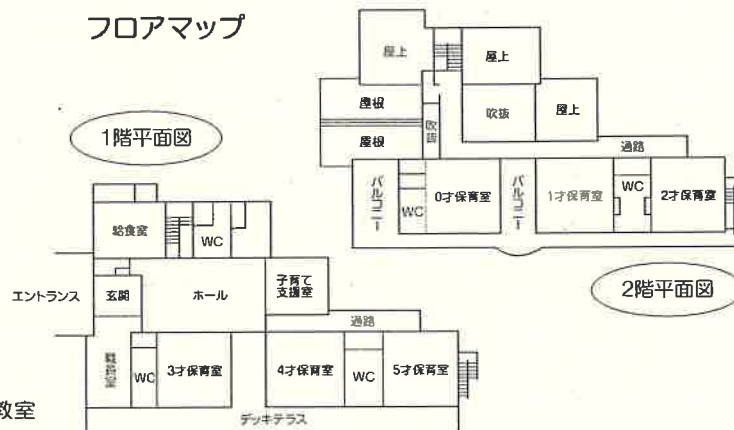 フロアマップ
1階平面図
給食室
WC
エントランス
玄関
ホール
子育て
支援室
通路
職員室
WC
3才保育室
4才保育室
WC
5才保育室
デッキテラス
教室
屋上
屋上
屋根
屋根
吹抜
吹抜
屋上
通路
バルコニー
WC
0才保育室
バルコニー
1才保育室
WC
2才保育室
2階平面図